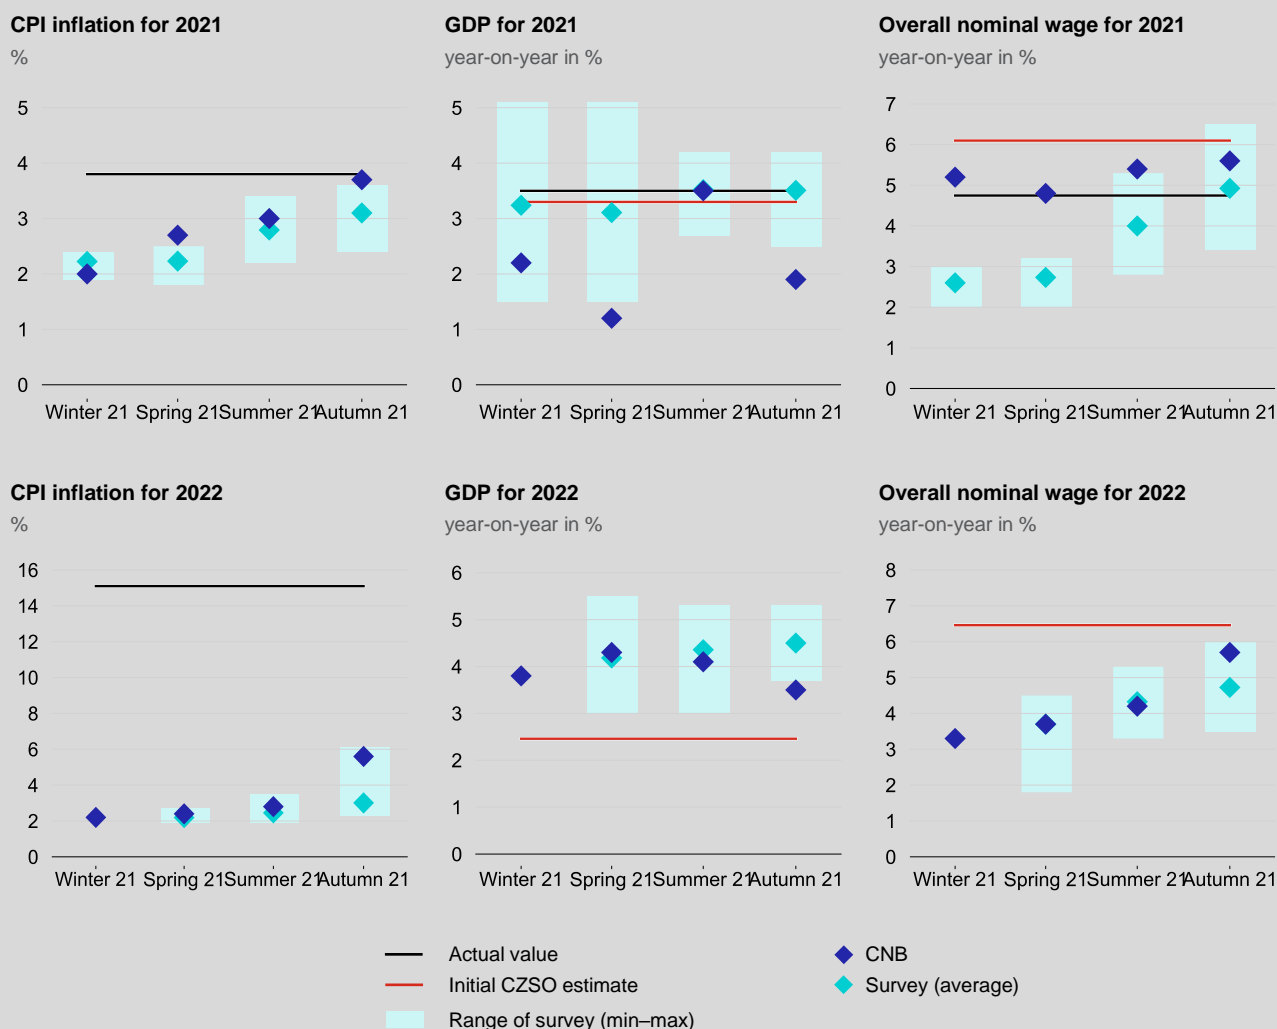 CPI inflation for 2021
%
5
4
3
2
1
0
Winter 21 Spring 21 Summer 21 Autumn 21
GDP for 2021
year-on-year in %
5
4
3
2
1
0
Winter 21 Spring 21 Summer 21 Autumn 21
Overall nominal wage for 2021
year-on-year in %
7
6
5
4
3
2
1
0
Winter 21 Spring 21 Summer 21 Autumn 21
CPI inflation for 2022
%
16
14
12
10
8
6
4
2
0
Winter 21 Spring 21 Summer 21 Autumn 21
GDP for 2022
year-on-year in %
6
5
4
3
2
1
0
Winter 21 Spring 21 Summer 21 Autumn 21
Overall nominal wage for 2022
year-on-year in %
8
7
6
5
4
3
2
1
0
Winter 21 Spring 21 Summer 21 Autumn 21
Actual value
Initial CZSO estimate
Range of survey (min–max)
CNB
Survey (average)